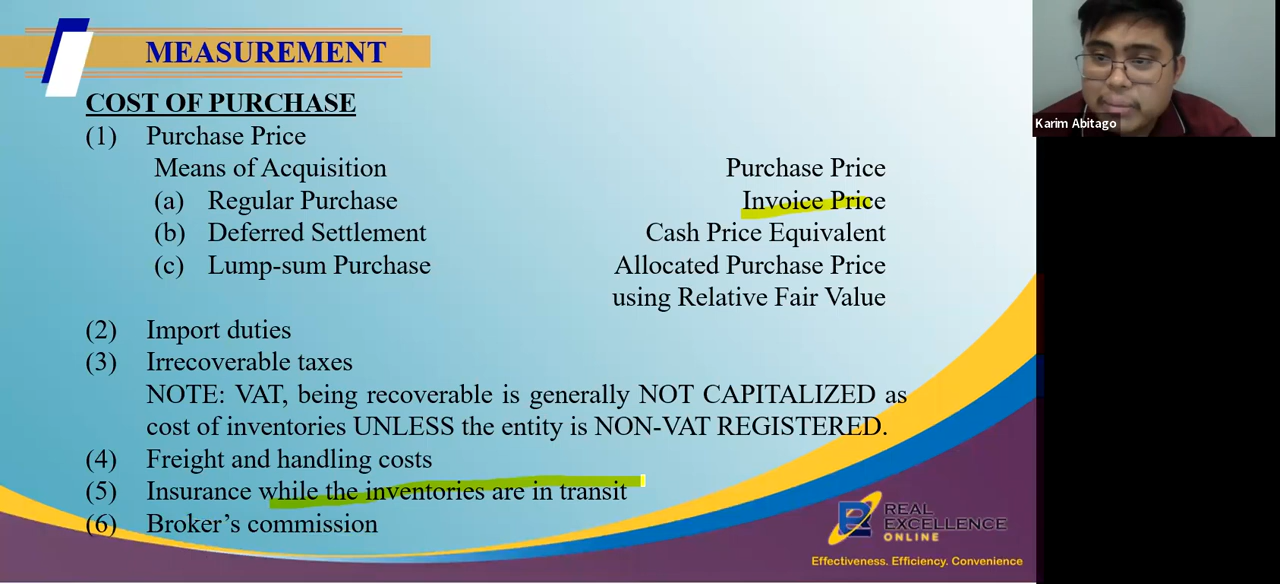 MEASUREMENT
COST OF PURCHASE
(1) Purchase Price
Means of Acquisition Purchase Price
(a) Regular Purchase Invoice Price
(b) Deferred Settlement Cash Price Equivalent
(c) Lump-sum Purchase Allocated Purchase Price
using Relative Fair Value
(2) Import duties
(3) Irrecoverable taxes
NOTE: VAT, being recoverable is generally NOT CAPITALIZED as
cost of inventories UNLESS the entity is NON-VAT REGISTERED.
(4) Freight and handling costs
(5) Insurance while the inventories are in transit
(6) Broker’s commission
REAL
EXCELLENCE
ONLINE
Effectiveness. Efficiency. Convenience
Karim Abitago